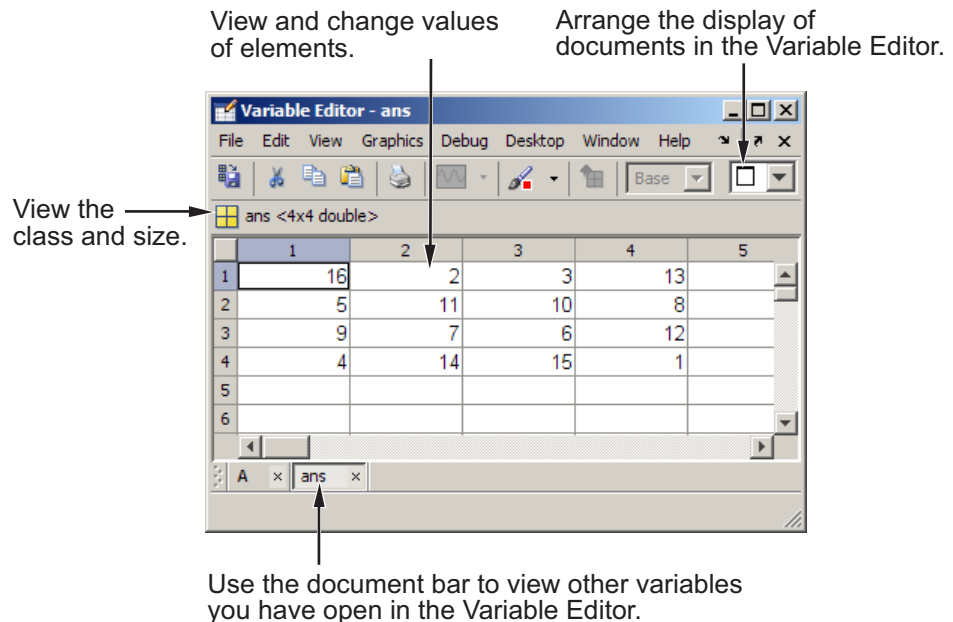 View and change values
of elements.
Arrange the display of
documents in the Variable Editor.
Variable Editor - ans
File Edit View Graphics Debug Desktop Window Help
Base
View the
class and size.
ans <4x4 double>
1 2 3 4 5
1 16 2 3 13
2 5 11 10 8
3 9 7 6 12
4 4 14 15 1
5
6
A × ans ×
Use the document bar to view other variables
you have open in the Variable Editor.